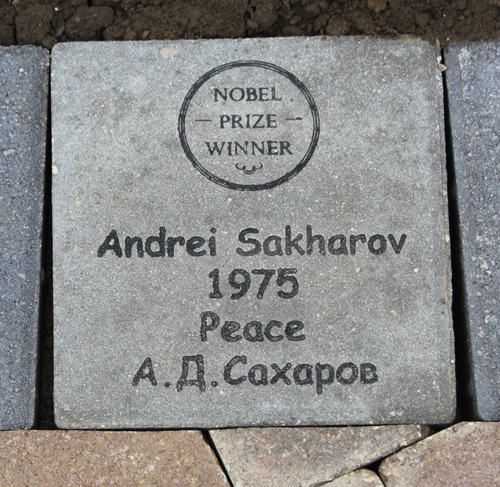 NOBEL
— PRIZE —
WINNER
Andrei Sakharov
1975
Peace
А.Д.Сахаров